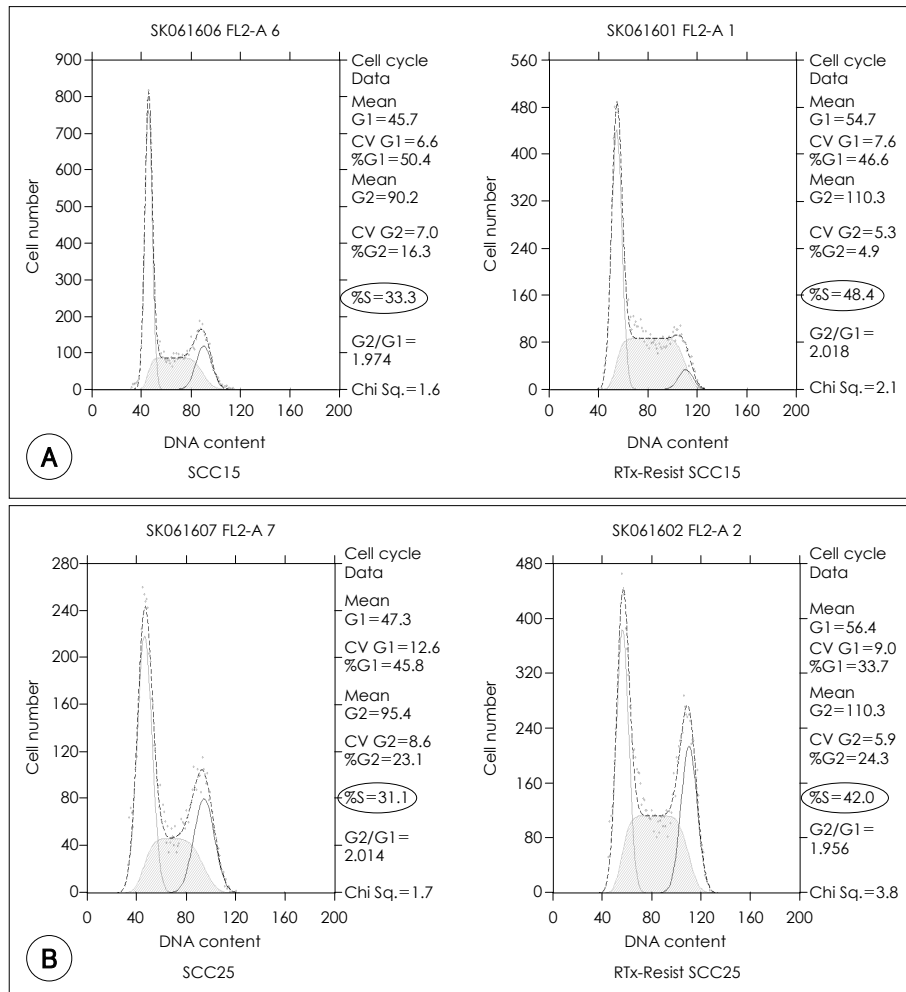 SK061606 FL2-A 6
900
800
700
600
500
400
300
200
100
0
Cell number
0 40 80 120 160 200
DNA content
SCC15
Cell cycle
Data
Mean
G1=45.7
CV G1=6.6
%G1=50.4
Mean
G2=90.2
CV G2=7.0
%G2=16.3
%S=33.3
G2/G1=
1.974
Chi Sq.=1.6
SK061601 FL2-A 1
560
480
400
320
240
160
80
0
Cell number
0 40 80 120 160 200
DNA content
RTx-Resist SCC15
Cell cycle
Data
Mean
G1=54.7
CV G1=7.6
%G1=46.6
Mean
G2=110.3
CV G2=5.3
%G2=4.9
%S=48.4
G2/G1=
2.018
Chi Sq.=2.1
A
SK061607 FL2-A 7
280
240
200
160
120
80
40
0
Cell number
0 40 80 120 160 200
DNA content
SCC25
Cell cycle
Data
Mean
G1=47.3
CV G1=12.6
%G1=45.8
Mean
G2=95.4
CV G2=8.6
%G2=23.1
%S=31.1
G2/G1=
2.014
Chi Sq.=1.7
SK061602 FL2-A 2
480
400
320
240
160
80
0
Cell number
0 40 80 120 160 200
DNA content
RTx-Resist SCC25
Cell cycle
Data
Mean
G1=56.4
CV G1=9.0
%G1=33.7
Mean
G2=110.3
CV G2=5.9
%G2=24.3
%S=42.0
G2/G1=
1.956
Chi Sq.=3.8
B